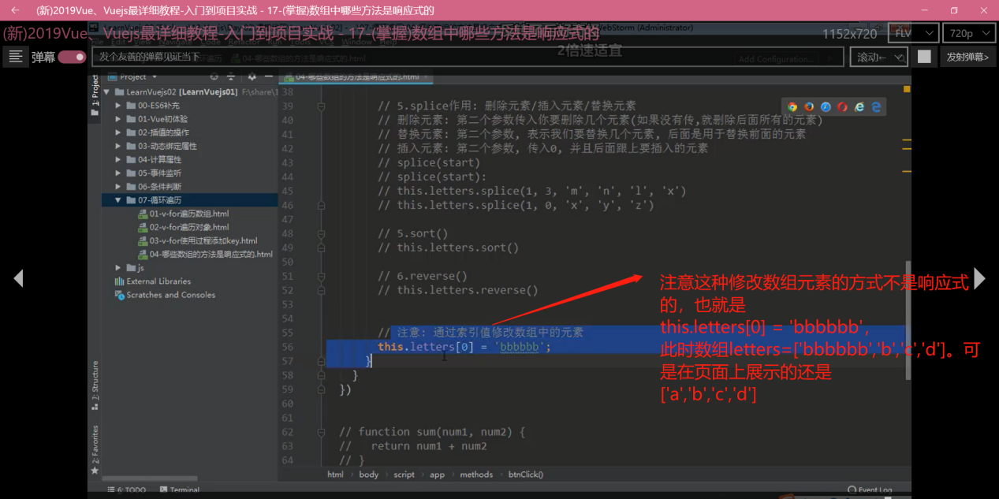 (新)2019Vue、Vuejs最详细教程-入门到项目实战 - 17-(掌握)数组中哪些方法是响应式的
(新)2019Vue、Vuejs最详细教程-入门到项目实战 - 17-(掌握)数组中哪些方法是响应式的
WebStorm (Administrator)
1152x720
FLV
720p
2倍速适宜
弹幕
发个友善的弹幕见证当下
Add Configuration...
滚动←
发射弹幕>
Project
04-哪些数组的方法是响应式的.html
1: Project
LearnVuejs02 [LearnVuejs01] F:\share\1
00-ES6补充
01-Vue初体验
02-插值的操作
03-动态绑定属性
04-计算属性
05-事件监听
06-条件判断
07-循环遍历
01-v-for遍历数组.html
02-v-for遍历对象.html
03-v-for使用过程添加key.html
04-哪些数组的方法是响应式的.html
js
External Libraries
Scratches and Consoles
7: Structure
2: Favorites
38
39 // 5.splice作用: 删除元素/插入元素/替换元素
40 // 删除元素: 第二个参数传入你要删除几个元素(如果没有传,就删除后面所有的元素)
41 // 替换元素: 第二个参数, 表示我们要替换几个元素, 后面是用于替换前面的元素
42 // 插入元素: 第二个参数, 传入0, 并且后面跟上要插入的元素
43 // splice(start)
44 // splice(start):
45 // this.letters.splice(1, 3, 'm', 'n', 'l', 'x')
46 // this.letters.splice(1, 0, 'x', 'y', 'z')
47
48 // 5.sort()
49 // this.letters.sort()
50
51 // 6.reverse()
52 // this.letters.reverse()
53
54
55 // 注意: 通过索引值修改数组中的元素
56 this.letters[0] = 'bbbbbb';
57 }
58 }
59 })
60
61
62 // function sum(num1, num2) {
63 // return num1 + num2
64 // }
注意这种修改数组元素的方式不是响应式
的，也就是
this.letters[0] = 'bbbbbb',
此时数组letters=['bbbbbb','b','c','d']。可
是在页面上展示的还是
['a','b','c','d']
html › body › script › app › methods › btnClick()
6: TODO
Terminal
Event Log